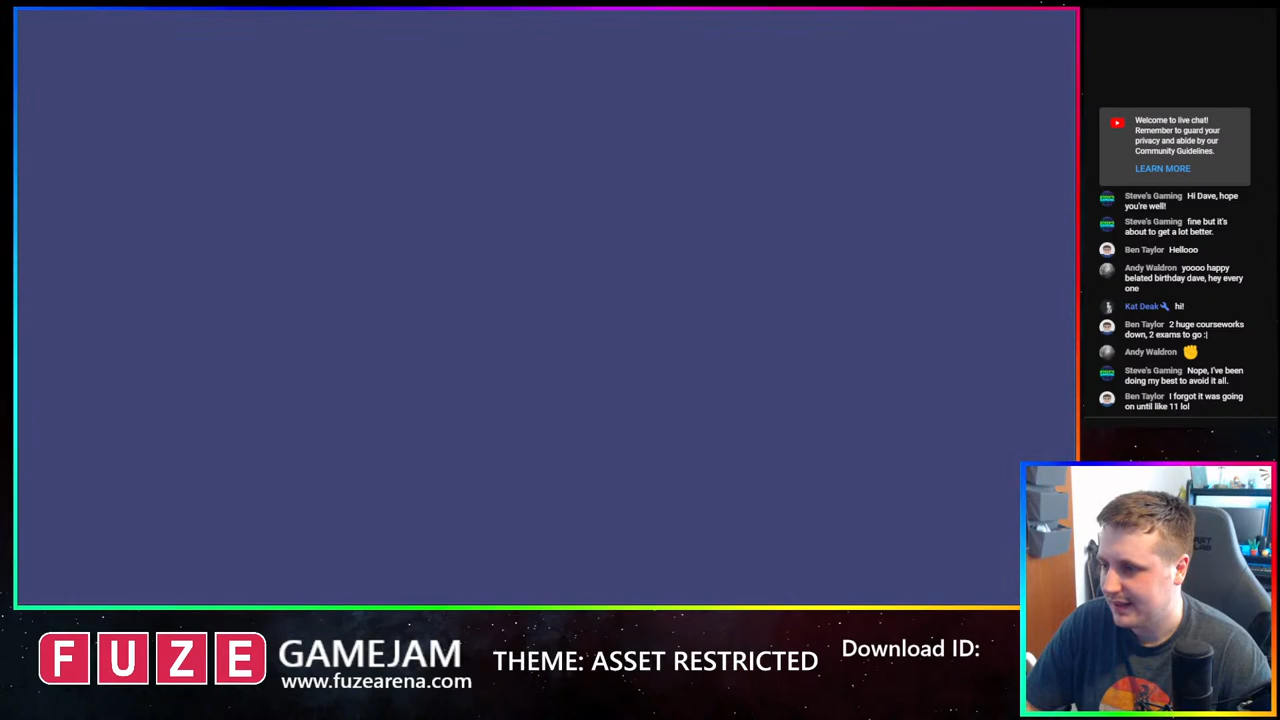 Welcome to live chat!
Remember to guard your
privacy and abide by our
Community Guidelines.
LEARN MORE
Steve's Gaming Hi Dave, hope
you're well!
Steve's Gaming fine but it's
about to get a lot better.
Ben Taylor Hellooo
Andy Waldron yoooo happy
belated birthday dave, hey every
one
Kat Deak hi!
Ben Taylor 2 huge courseworks
down, 2 exams to go :|
Andy Waldron
Steve's Gaming Nope, I've been
doing my best to avoid it all.
Ben Taylor I forgot it was going
on until like 11 lol
FUZE GAMEJAM
www.fuzearena.com
THEME: ASSET RESTRICTED
Download ID: